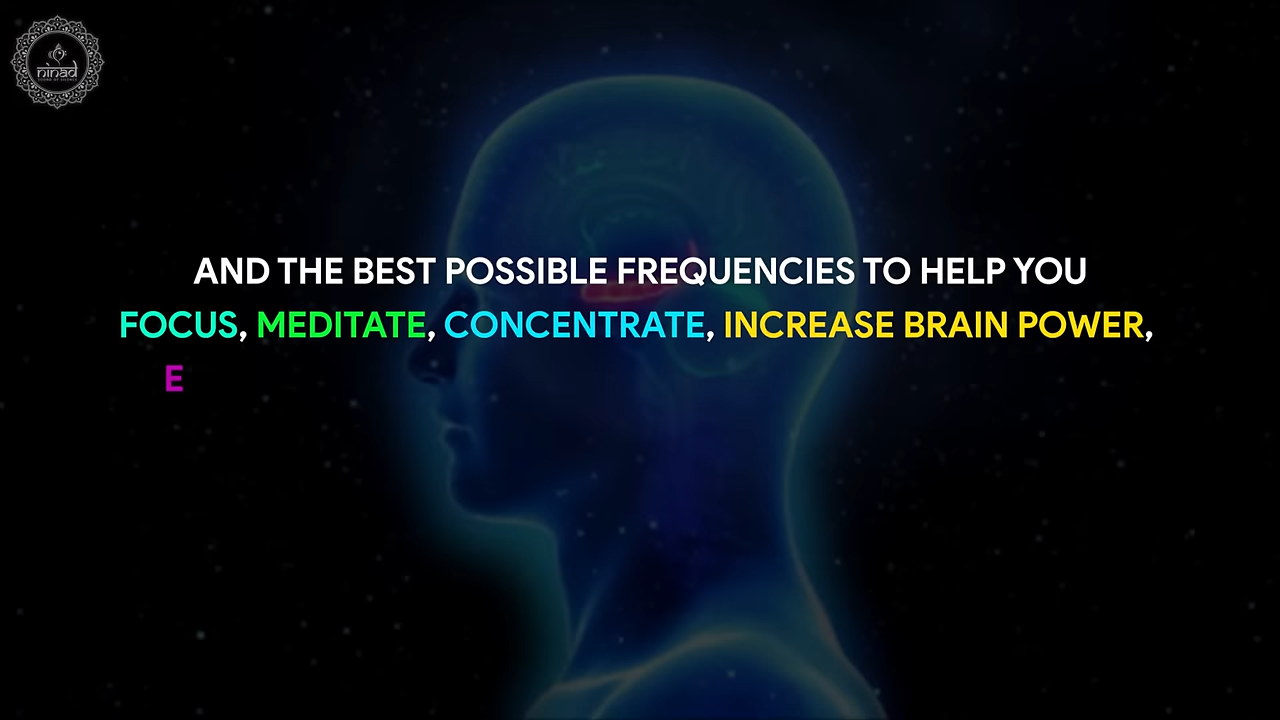 ninad
AND THE BEST POSSIBLE FREQUENCIES TO HELP YOU
FOCUS, MEDITATE, CONCENTRATE, INCREASE BRAIN POWER,
E